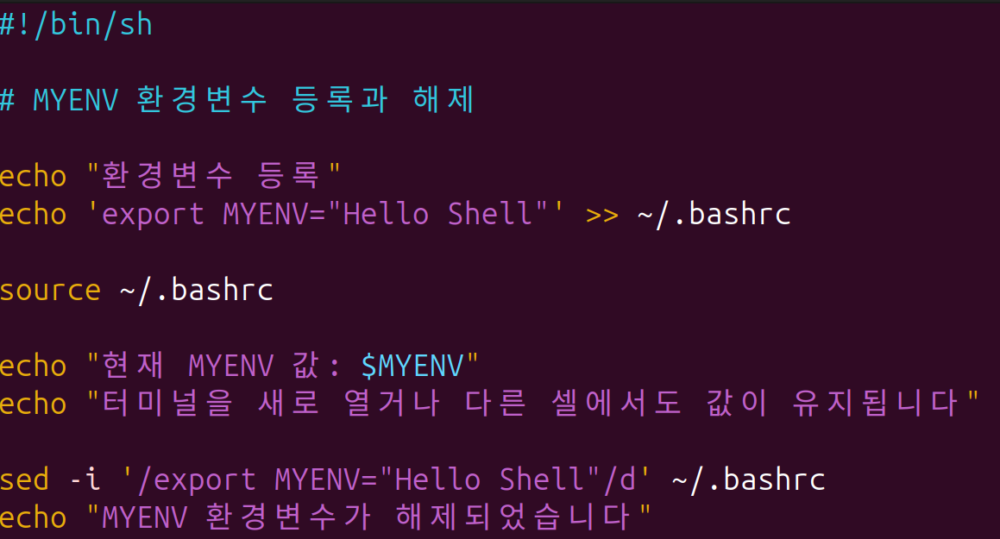 #!/bin/sh
# MYENV 환경변수 등록과 해제
echo "환경변수 등록"
echo 'export MYENV="Hello Shell"' >> ~/.bashrc
source ~/.bashrc
echo "현재 MYENV 값: $MYENV"
echo "터미널을 새로 열거나 다른 셸에서도 값이 유지됩니다"
sed -i '/export MYENV="Hello Shell"/d' ~/.bashrc
echo "MYENV 환경변수가 해제되었습니다"